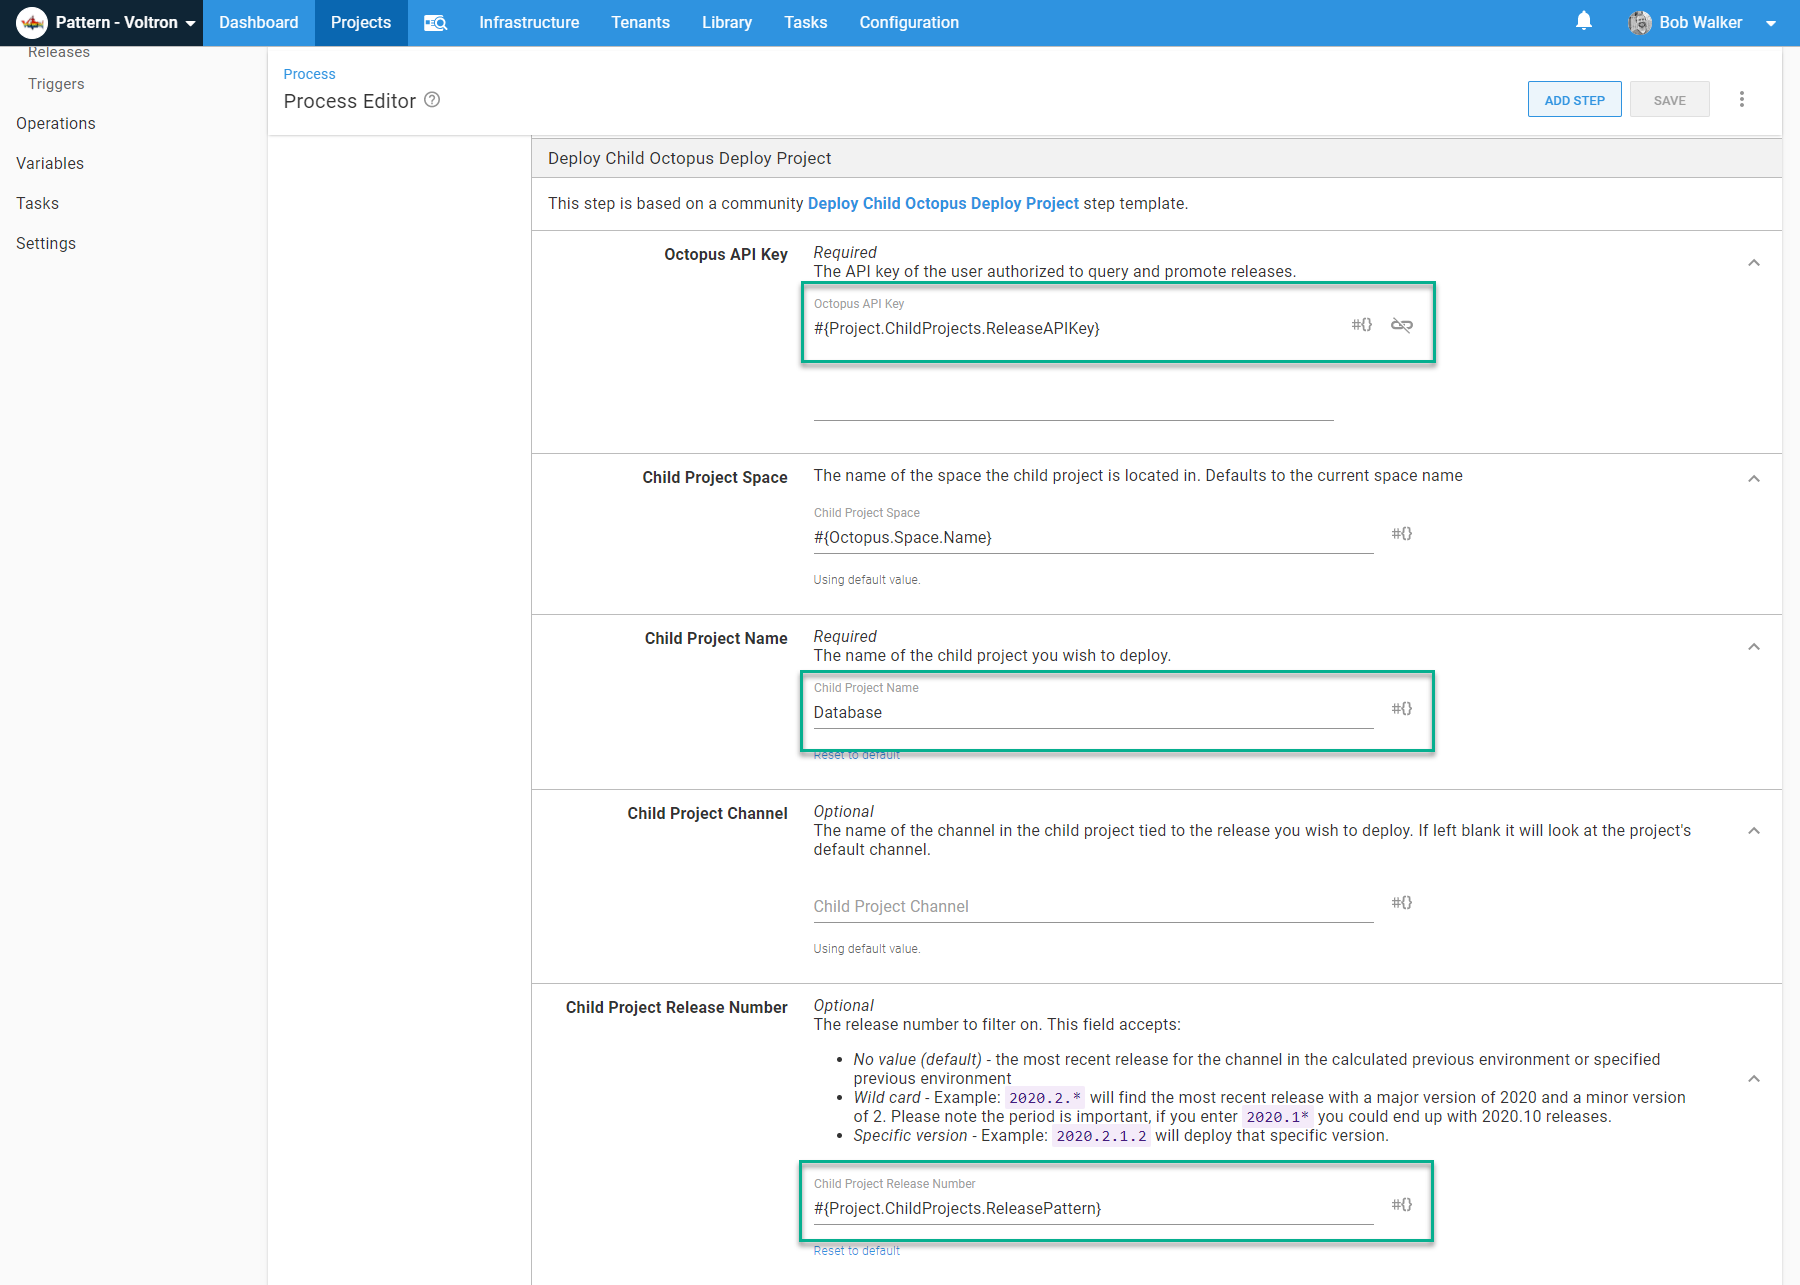 Pattern - Voltron
Dashboard
Projects
Infrastructure
Tenants
Library
Tasks
Configuration
Bob Walker
Releases
Triggers
Operations
Variables
Tasks
Settings
Process
Process Editor
ADD STEP
SAVE
Deploy Child Octopus Deploy Project
This step is based on a community Deploy Child Octopus Deploy Project step template.
Octopus API Key
Required
The API key of the user authorized to query and promote releases.
Octopus API Key
#{Project.ChildProjects.ReleaseAPIKey}
#{}
Child Project Space
The name of the space the child project is located in. Defaults to the current space name
Child Project Space
#{Octopus.Space.Name}
#{}
Using default value.
Child Project Name
Required
The name of the child project you wish to deploy.
Child Project Name
Database
#{}
Reset to default
Child Project Channel
Optional
The name of the channel in the child project tied to the release you wish to deploy. If left blank it will look at the project's
default channel.
Child Project Channel
#{}
Using default value.
Child Project Release Number
Optional
The release number to filter on. This field accepts:
• No value (default) - the most recent release for the channel in the calculated previous environment or specified
previous environment
• Wild card - Example: 2020.2.* will find the most recent release with a major version of 2020 and a minor version
of 2. Please note the period is important, if you enter 2020.1* you could end up with 2020.10 releases.
• Specific version - Example: 2020.2.1.2 will deploy that specific version.
Child Project Release Number
#{Project.ChildProjects.ReleasePattern}
#{}
Reset to default